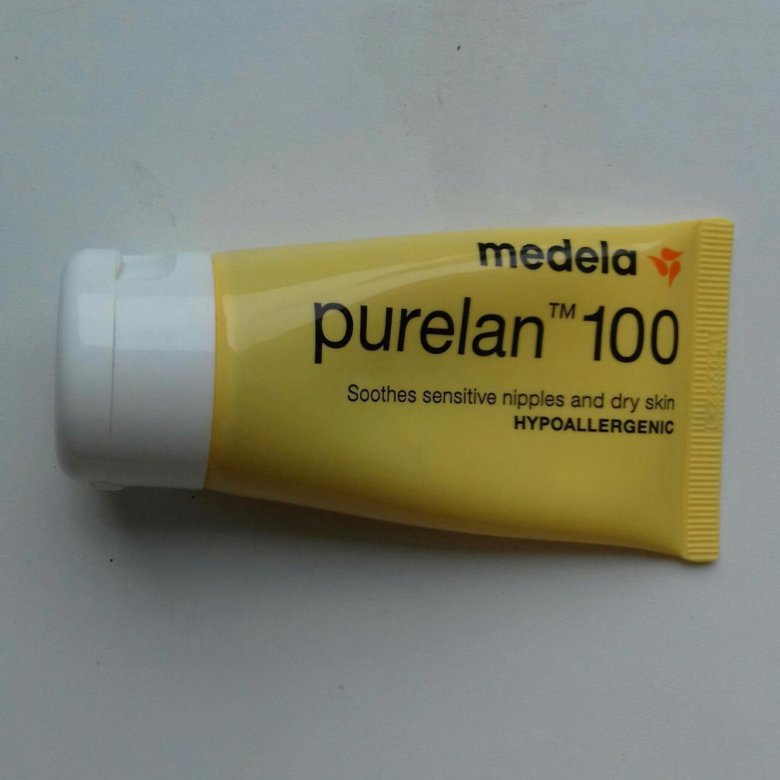 medela
purelan™ 100
Soothes sensitive nipples and dry skin
HYPOALLERGENIC